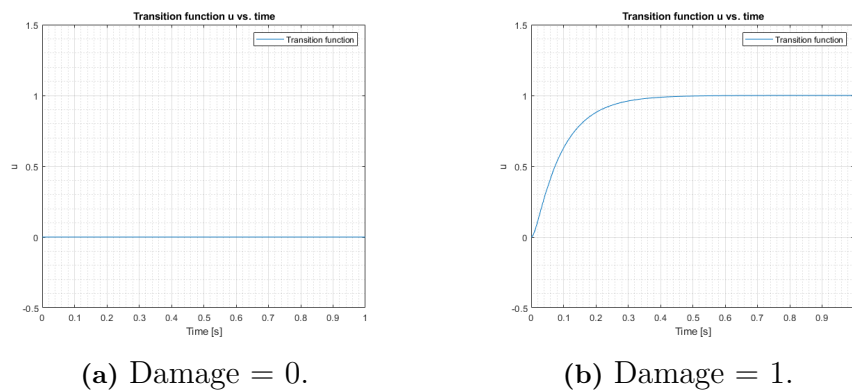 Transition function u vs. time
1.5
Transition function
1
0.5
u
0
-0.5
0 0.1 0.2 0.3 0.4 0.5 0.6 0.7 0.8 0.9 1
Time [s]
(a) Damage = 0.
Transition function u vs. time
1.5
Transition function
1
0.5
u
0
-0.5
0 0.1 0.2 0.3 0.4 0.5 0.6 0.7 0.8 0.9
Time [s]
(b) Damage = 1.